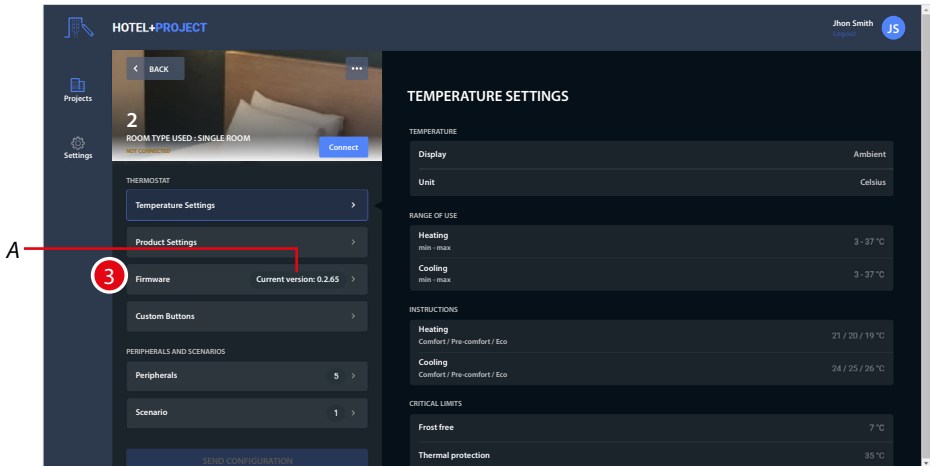 HOTEL+PROJECT
Jhon Smith
Logout
JS
Projects
Settings
BACK
2
ROOM TYPE USED : SINGLE ROOM
NOT CONNECTED
Connect
THERMOSTAT
Temperature Settings
Product Settings
A
3
Firmware Current version: 0.2.65
Custom Buttons
PERIPHERALS AND SCENARIOS
Peripherals 5
Scenario 1
SEND CONFIGURATION
TEMPERATURE SETTINGS
TEMPERATURE
Display Ambient
Unit Celsius
RANGE OF USE
Heating
min - max
3 - 37 °C
Cooling
min - max
3 - 37 °C
INSTRUCTIONS
Heating
Comfort / Pre-comfort / Eco
21 / 20 / 19 °C
Cooling
Comfort / Pre-comfort / Eco
24 / 25 / 26 °C
CRITICAL LIMITS
Frost free 7 °C
Thermal protection 35 °C